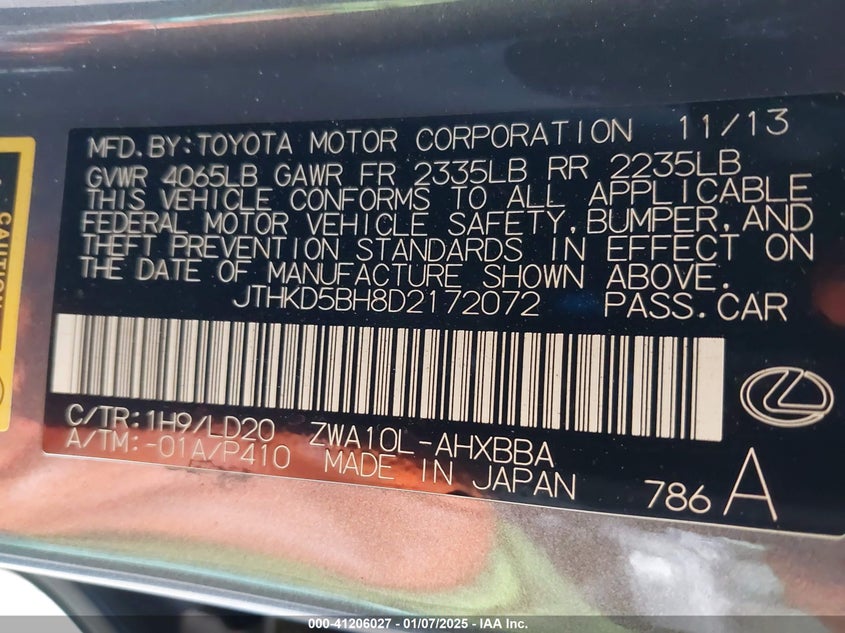 MFD.BY:TOYOTA MOTOR CORPORATION 11/13
GVWR 4065LB GAWR FR 2335LB RR 2235LB
THIS VEHICLE CONFORMS TO ALL APPLICABLE
FEDERAL MOTOR VEHICLE SAFETY,BUMPER,AND
THEFT PREVENTION STANDARDS IN EFFECT ON
THE DATE OF MANUFACTURE SHOWN ABOVE.
JTHKD5BH8D2172072 PASS.CAR
C/TR:1H9/LD20 ZWA10L-AHXBBA
A/TM:-01A/P410 MADE IN JAPAN
786 A
CAUTION
000-41206027 - 01/07/2025 - IAA Inc.